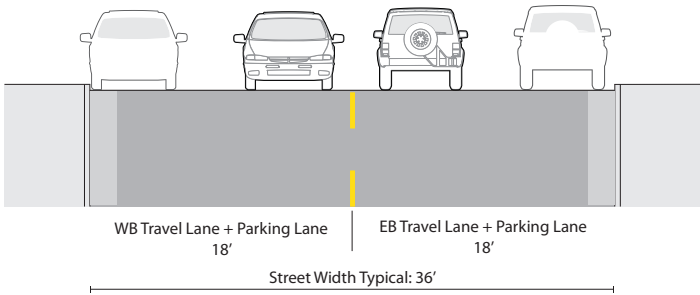 WB Travel Lane + Parking Lane
18’
EB Travel Lane + Parking Lane
18’
Street Width Typical: 36’